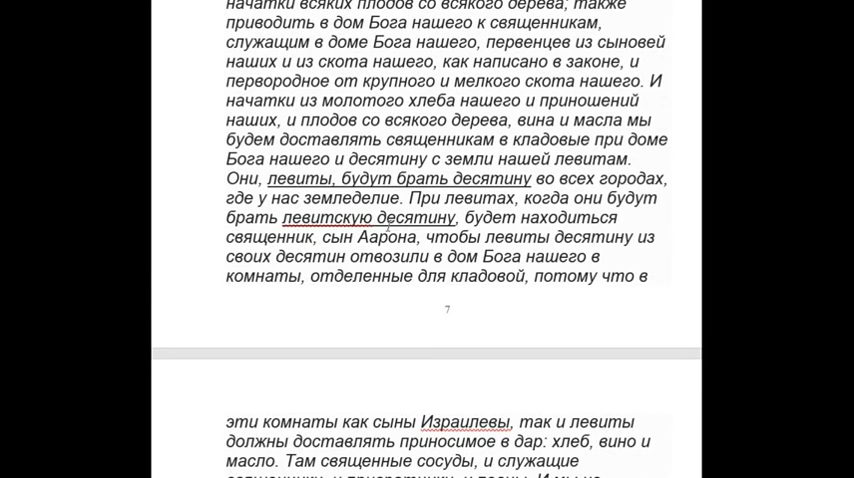 начатки всяких плодов со всякого дерева; также
приводить в дом Бога нашего к священникам,
служащим в доме Бога нашего, первенцев из сыновей
наших и из скота нашего, как написано в законе, и
первородное от крупного и мелкого скота нашего. И
начатки из молотого хлеба нашего и приношений
наших, и плодов со всякого дерева, вина и масла мы
будем доставлять священникам в кладовые при доме
Бога нашего и десятину с земли нашей левитам.
Они, левиты, будут брать десятину во всех городах,
где у нас земледелие. При левитах, когда они будут
брать левитскую десятину, будет находиться
священник, сын Аарона, чтобы левиты десятину из
своих десятин отвозили в дом Бога нашего в
комнаты, отделенные для кладовой, потому что в
7
эти комнаты как сыны Израилевы, так и левиты
должны доставлять приносимое в дар: хлеб, вино и
масло. Там священные сосуды, и служащие